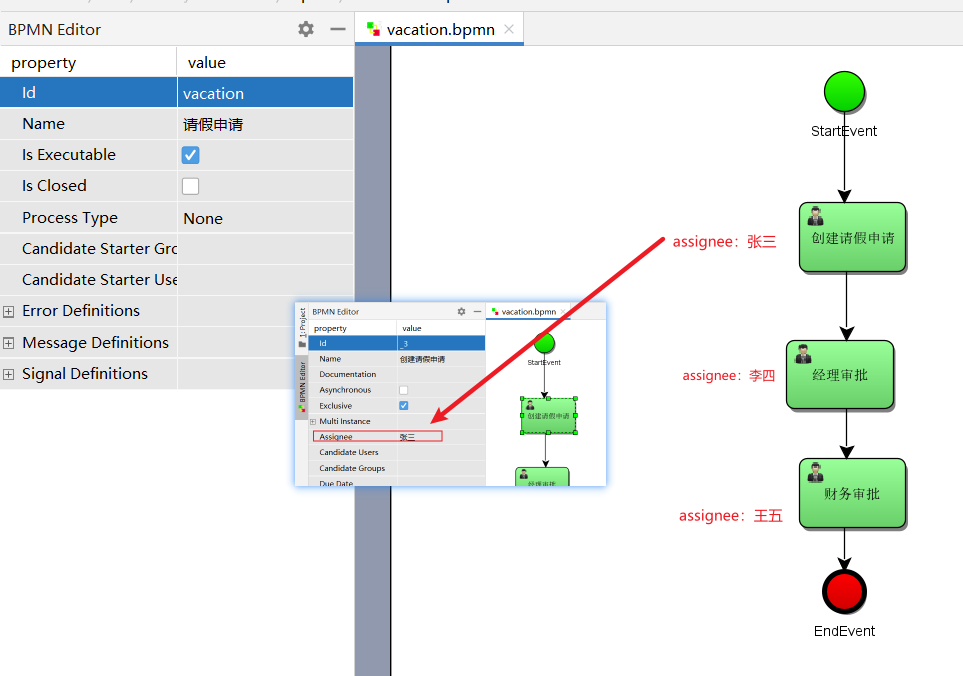 BPMN Editor
vacation.bpmn
property value
Id vacation
Name 请假申请
Is Executable
Is Closed
Process Type None
Candidate Starter Gro
Candidate Starter Use
Error Definitions
Message Definitions
Signal Definitions
StartEvent
assignee：张三
创建请假申请
assignee：李四
经理审批
assignee：王五
财务审批
EndEvent
1: Project
BPMN Editor
BPMN Editor
vacation.bpmn
property value
Id _3
Name 创建请假申请
Documentation
Asynchronous
Exclusive
Multi Instance
Assignee 张三
Candidate Users
Candidate Groups
Due Date
StartEvent
创建请假申请
经理审批